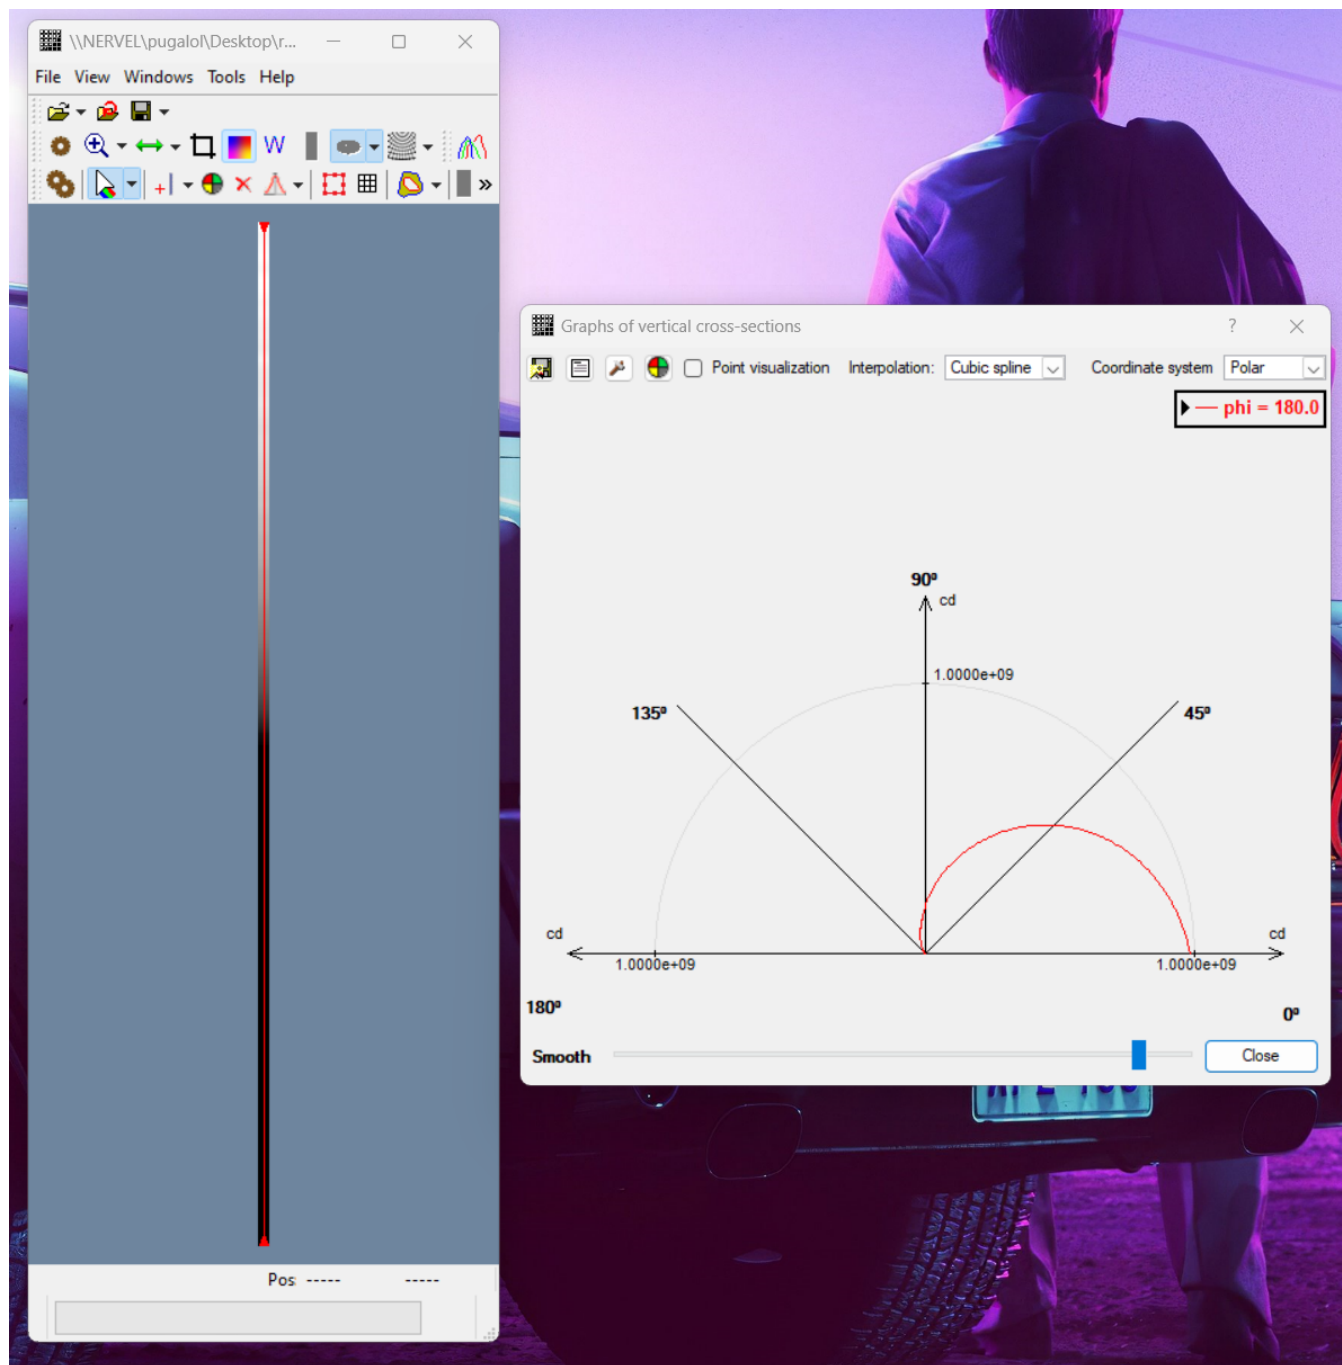 \\NERVEL\pugalol\Desktop\r...
File View Windows Tools Help
W
Pos: ----- -----
Graphs of vertical cross-sections
?
Point visualization Interpolation: Cubic spline Coordinate system Polar
phi = 180.0
90º
cd
1.0000e+09
135º
45º
cd
cd
1.0000e+09
1.0000e+09
180º
0º
Smooth
Close